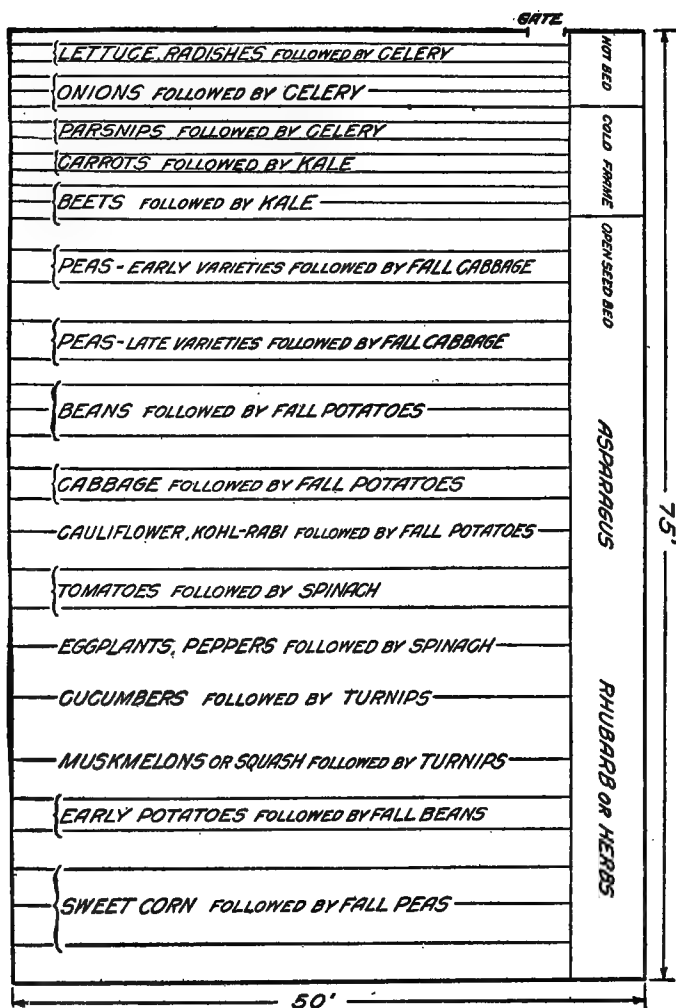 GATE
LETTUCE, RADISHES FOLLOWED BY CELERY
ONIONS FOLLOWED BY CELERY
PARSNIPS FOLLOWED BY CELERY
CARROTS FOLLOWED BY KALE
BEETS FOLLOWED BY KALE
PEAS - EARLY VARIETIES FOLLOWED BY FALL CABBAGE
PEAS - LATE VARIETIES FOLLOWED BY FALL CABBAGE
BEANS FOLLOWED BY FALL POTATOES
CABBAGE FOLLOWED BY FALL POTATOES
CAULIFLOWER, KOHL-RABI FOLLOWED BY FALL POTATOES
TOMATOES FOLLOWED BY SPINACH
EGGPLANTS, PEPPERS FOLLOWED BY SPINACH
CUCUMBERS FOLLOWED BY TURNIPS
MUSKMELONS OR SQUASH FOLLOWED BY TURNIPS
EARLY POTATOES FOLLOWED BY FALL BEANS
SWEET CORN FOLLOWED BY FALL PEAS
HOT BED
COLD FRAME
OPEN SEED BED
ASPARAGUS
RHUBARB OR HERBS
75'
50'